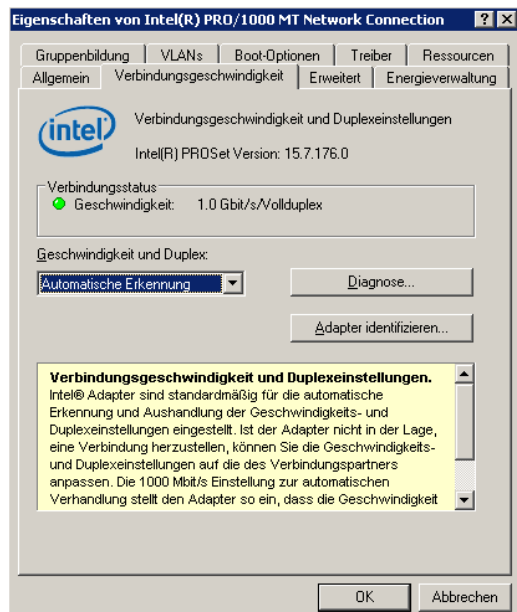 Eigenschaften von Intel(R) PRO/1000 MT Network Connection
Gruppenbildung VLANs Boot-Optionen Treiber Ressourcen
Allgemein Verbindungsgeschwindigkeit Erweitert Energieverwaltung
intel
Verbindungsgeschwindigkeit und Duplexeinstellungen
Intel(R) PROSet Version: 15.7.176.0
Verbindungsstatus
Geschwindigkeit: 1.0 Gbit/s/Vollduplex
Geschwindigkeit und Duplex:
Automatische Erkennung Diagnose...
Adapter identifizieren...
Verbindungsgeschwindigkeit und Duplexeinstellungen.
Intel® Adapter sind standardmäßig für die automatische
Erkennung und Aushandlung der Geschwindigkeits- und
Duplexeinstellungen eingestellt. Ist der Adapter nicht in der Lage,
eine Verbindung herzustellen, können Sie die Geschwindigkeits-
und Duplexeinstellungen auf die des Verbindungspartners
anpassen. Die 1000 Mbit/s Einstellung zur automatischen
Verhandlung stellt den Adapter so ein, dass die Geschwindigkeit
OK Abbrechen